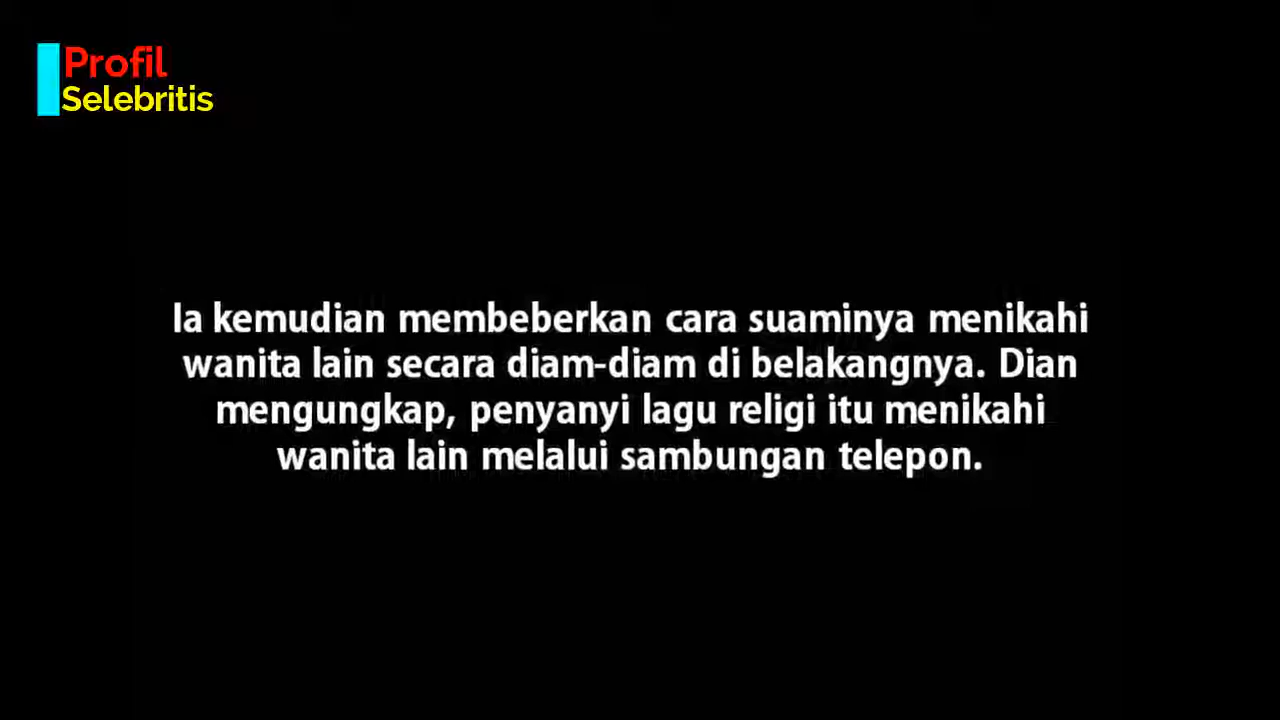 Profil
Selebritis
Ia kemudian membeberkan cara suaminya menikahi
wanita lain secara diam-diam di belakangnya. Dian
mengungkap, penyanyi lagu religi itu menikahi
wanita lain melalui sambungan telepon.